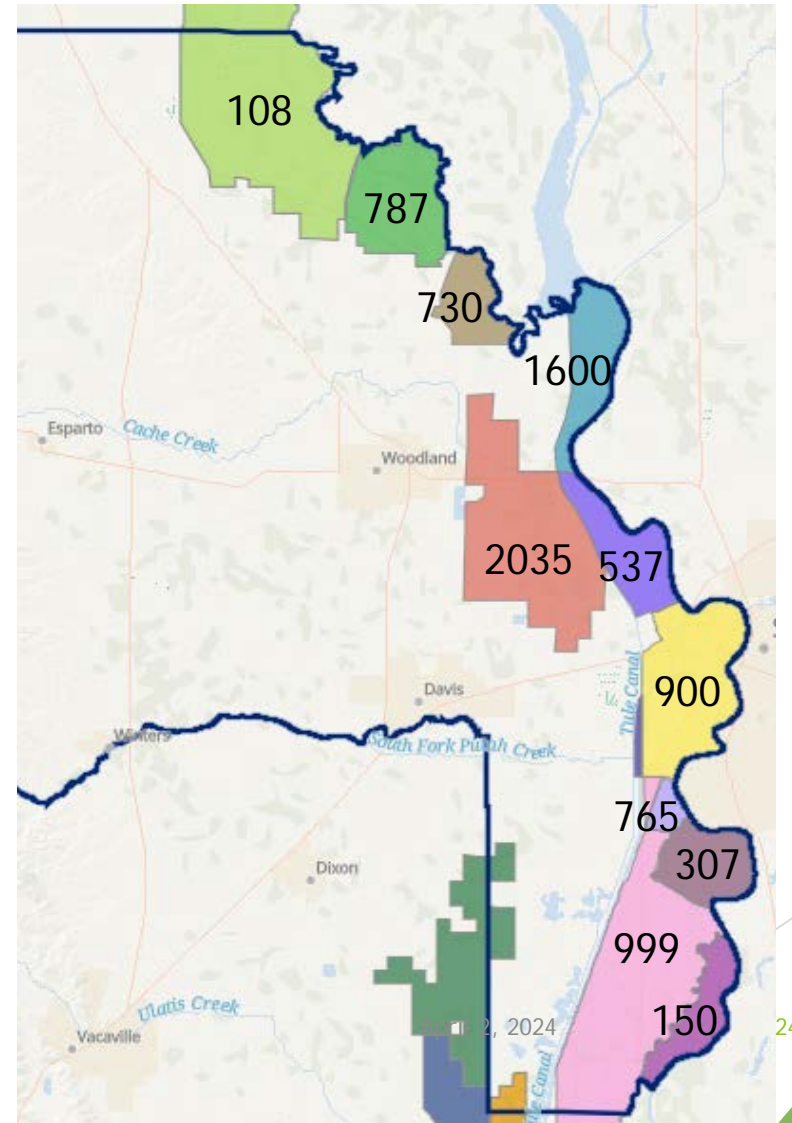 108
787
730
1600
Esparto
Cache Creek
Woodland
2035
537
Tule Canal
900
Davis
Winters
South Fork Putah Creek
765
307
Dixon
999
Ulatis Creek
150
2, 2024
24
Vacaville
Canal